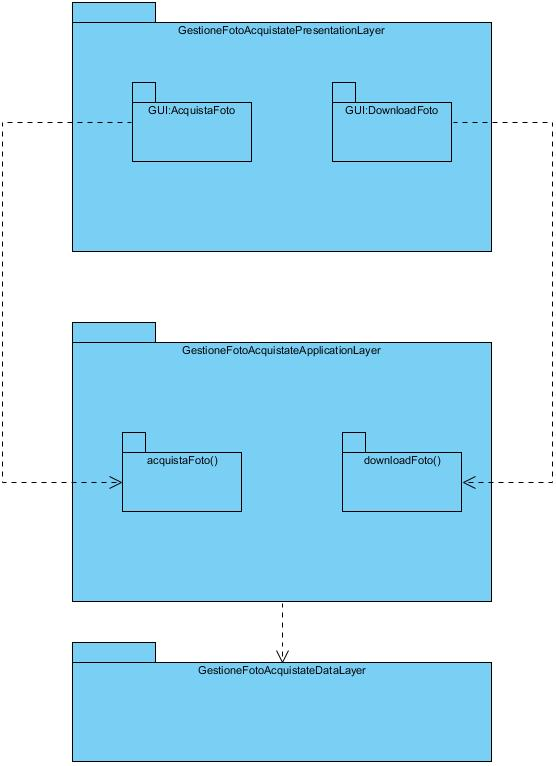 GestioneFotoAcquistatePresentationLayer
GUI:AcquistaFoto
GUI:DownloadFoto
GestioneFotoAcquistateApplicationLayer
acquistaFoto()
downloadFoto()
GestioneFotoAcquistateDataLayer